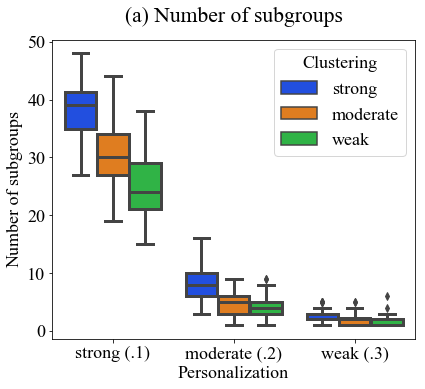 (a) Number of subgroups
50
40
30
20
10
0
Number of subgroups
Clustering
strong
moderate
weak
strong (.1)
moderate (.2)
weak (.3)
Personalization